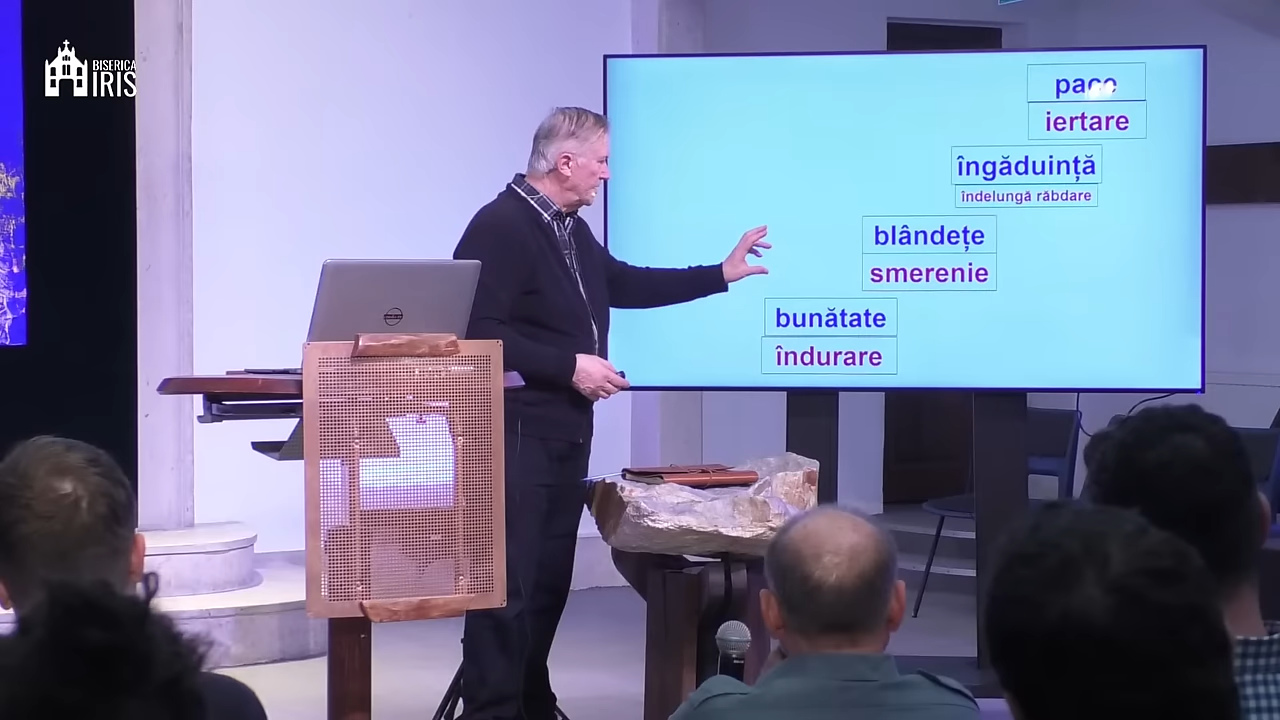 BISERICA
IRIS
pace
iertare
îngăduință
îndelungă răbdare
blândețe
smerenie
bunătate
îndurare